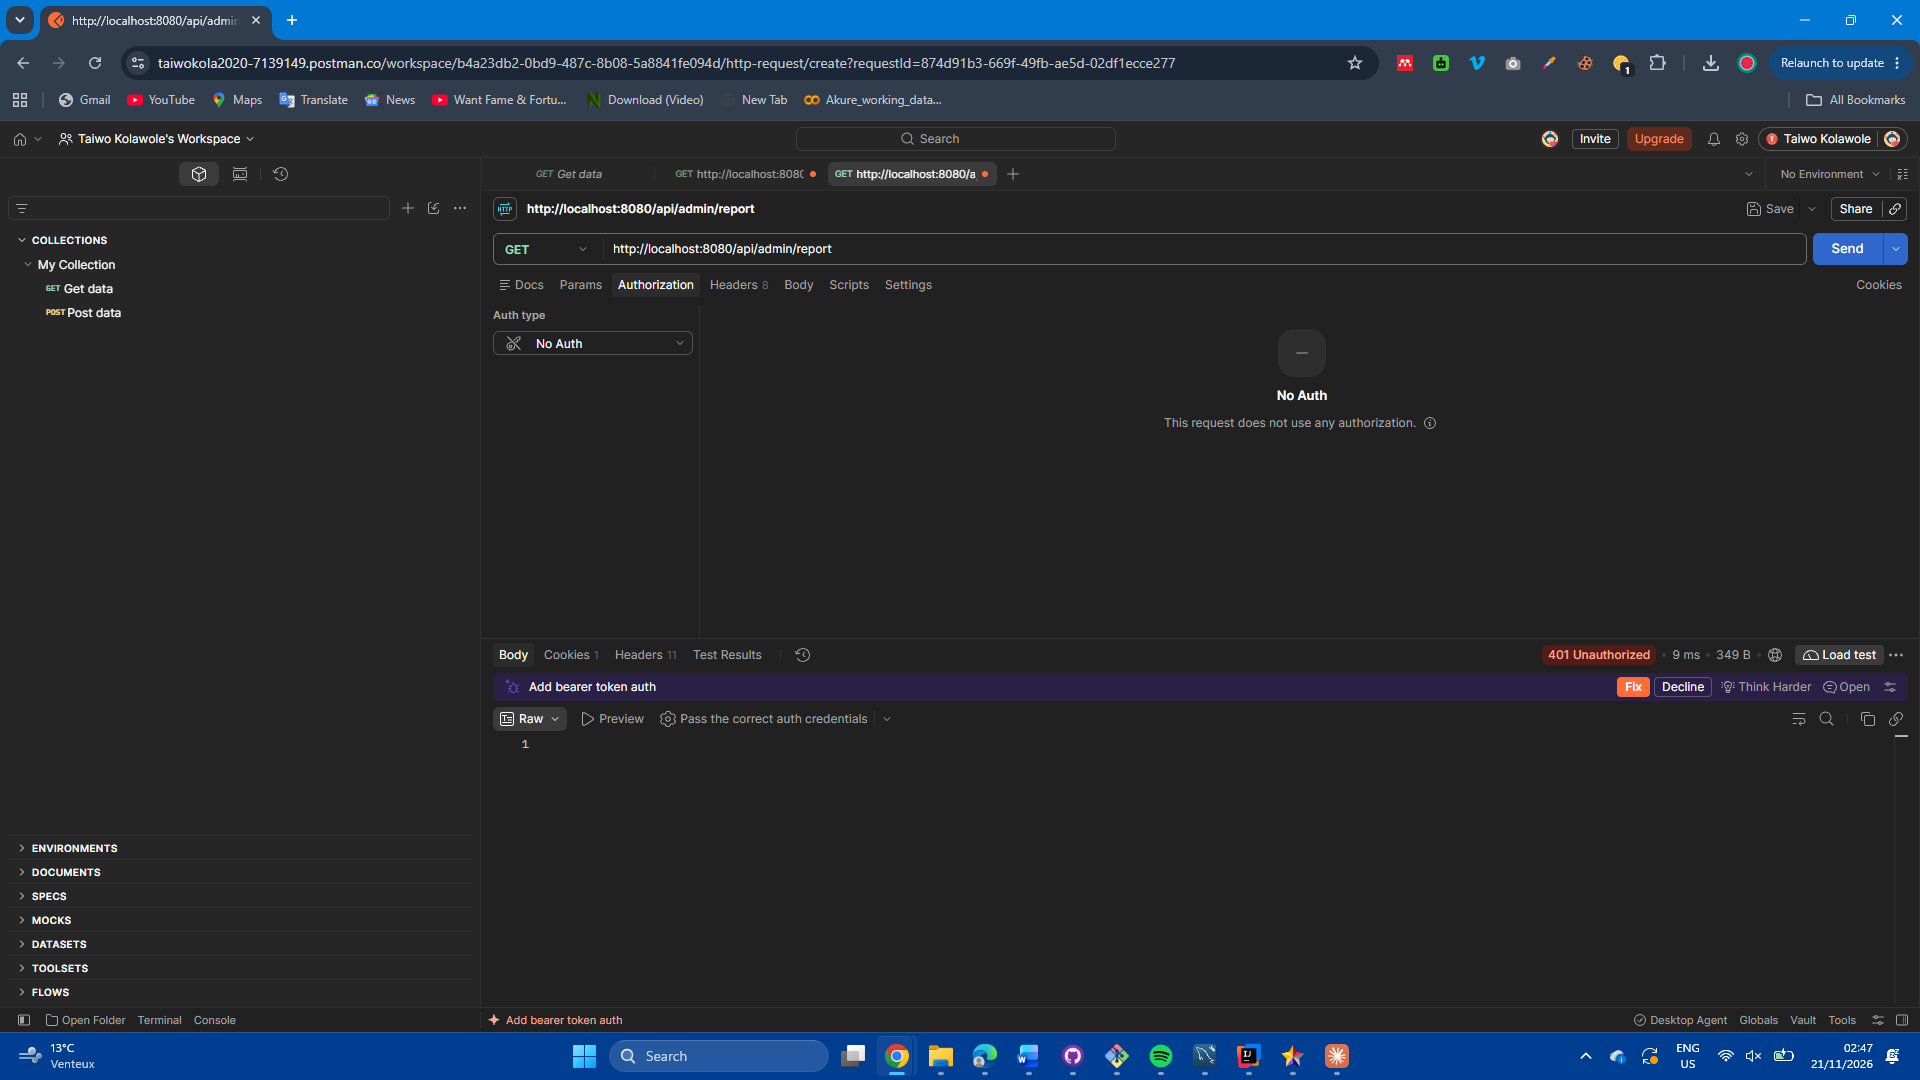 http://localhost:8080/api/admin
taiwokola2020-7139149.postman.co/workspace/b4a23db2-0bd9-487c-8b08-5a8841fe094d/http-request/create?requestId=874d91b3-669f-49fb-ae5d-02df1ecce277
1
Relaunch to update
Gmail
YouTube
Maps
Translate
News
Want Fame & Fortu...
Download (Video)
New Tab
Akure_working_data...
All Bookmarks
Taiwo Kolawole's Workspace
Search
Invite
Upgrade
T
Taiwo Kolawole
GET Get data
GET http://localhost:8080
GET http://localhost:8080/a
No Environment
COLLECTIONS
My Collection
GET Get data
POST Post data
HTTP
http://localhost:8080/api/admin/report
Save
Share
GET
http://localhost:8080/api/admin/report
Send
Docs
Params
Authorization
Headers 8
Body
Scripts
Settings
Cookies
Auth type
No Auth
No Auth
This request does not use any authorization.
Body
Cookies 1
Headers 11
Test Results
401 Unauthorized
9 ms
349 B
Load test
Add bearer token auth
Fix
Decline
Think Harder
Open
Raw
Preview
Pass the correct auth credentials
1
ENVIRONMENTS
DOCUMENTS
SPECS
MOCKS
DATASETS
TOOLSETS
FLOWS
Open Folder
Terminal
Console
Add bearer token auth
Desktop Agent
Globals
Vault
Tools
13°C
Venteux
Search
ENG
US
02:47
21/11/2026